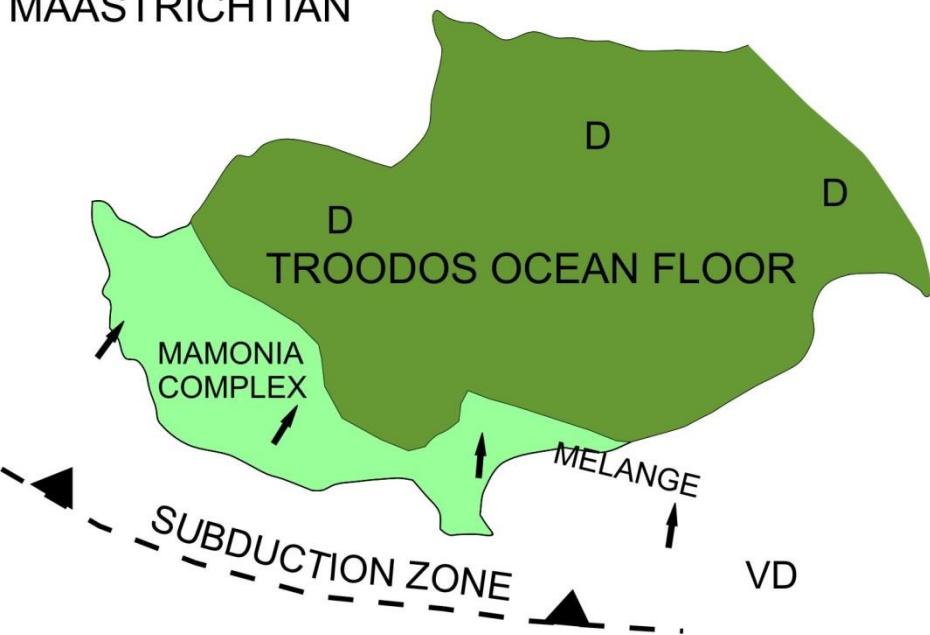 MAASTRICHTIAN
D
D
D
TROODOS OCEAN FLOOR
MAMONIA
COMPLEX
MELANGE
SUBDUCTION ZONE
VD